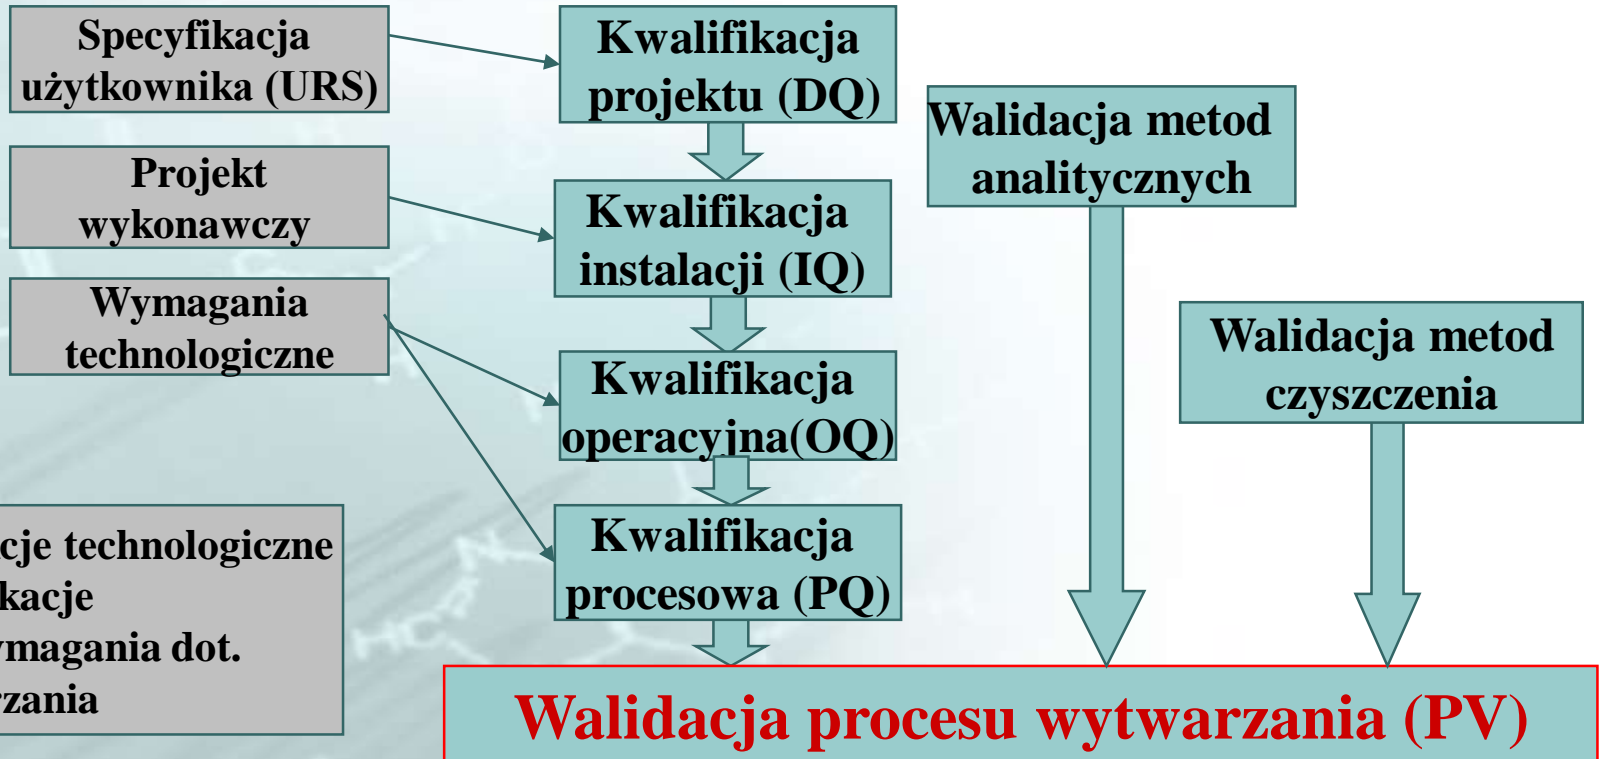 Specyfikacja
użytkownika (URS)
Projekt
wykonawczy
Wymagania
technologiczne
cje technologiczne
kacje
ymagania dot.
rzania
Kwalifikacja
projektu (DQ)
Kwalifikacja
instalacji (IQ)
Kwalifikacja
operacyjna(OQ)
Kwalifikacja
procesowa (PQ)
Walidacja metod
analitycznych
Walidacja metod
czyszczenia
Walidacja procesu wytwarzania (PV)